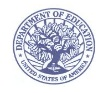 DEPARTMENT OF EDUCATION
UNITED STATES OF AMERICA